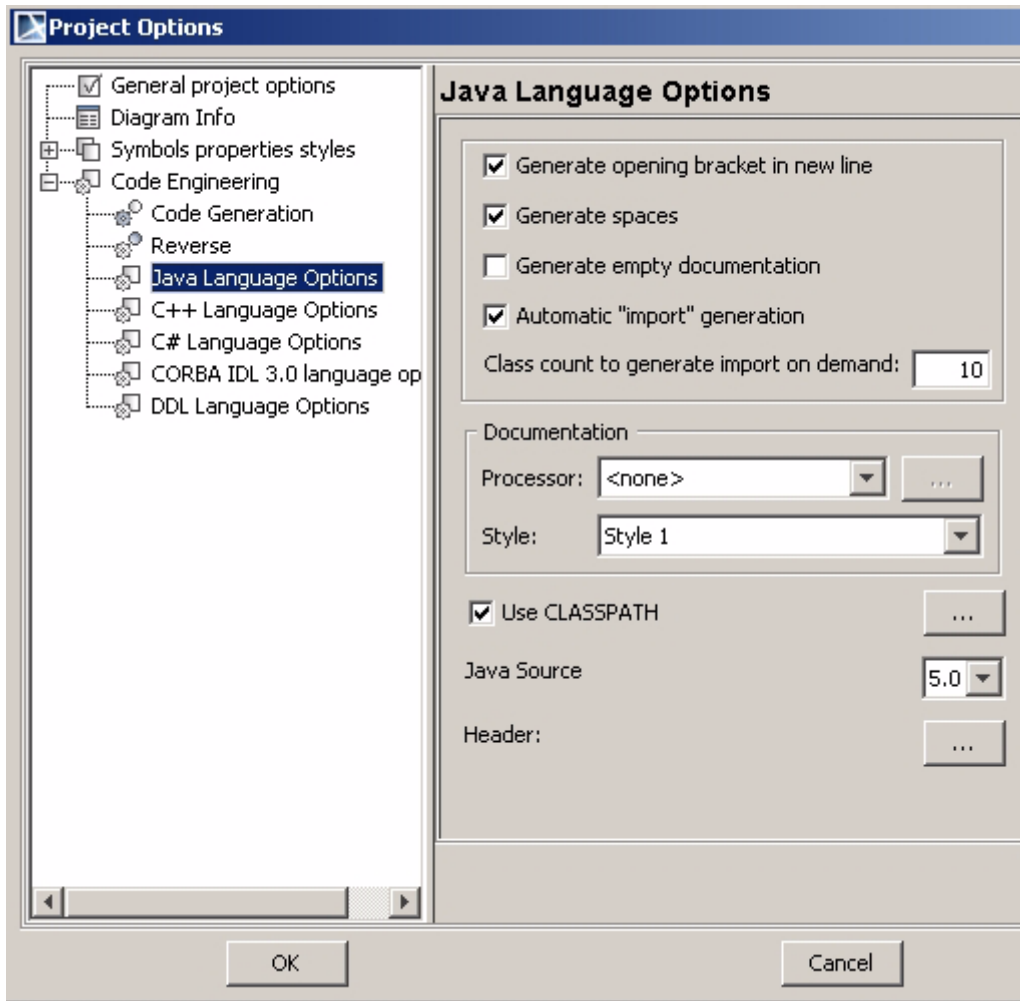 Project Options
General project options
Diagram Info
Symbols properties styles
Code Engineering
Code Generation
Reverse
Java Language Options
C++ Language Options
C# Language Options
CORBA IDL 3.0 language op
DDL Language Options
Java Language Options
Generate opening bracket in new line
Generate spaces
Generate empty documentation
Automatic "import" generation
Class count to generate import on demand: 10
Documentation
Processor: <none> ...
Style: Style 1
Use CLASSPATH ...
Java Source 5.0
Header: ...
OK Cancel